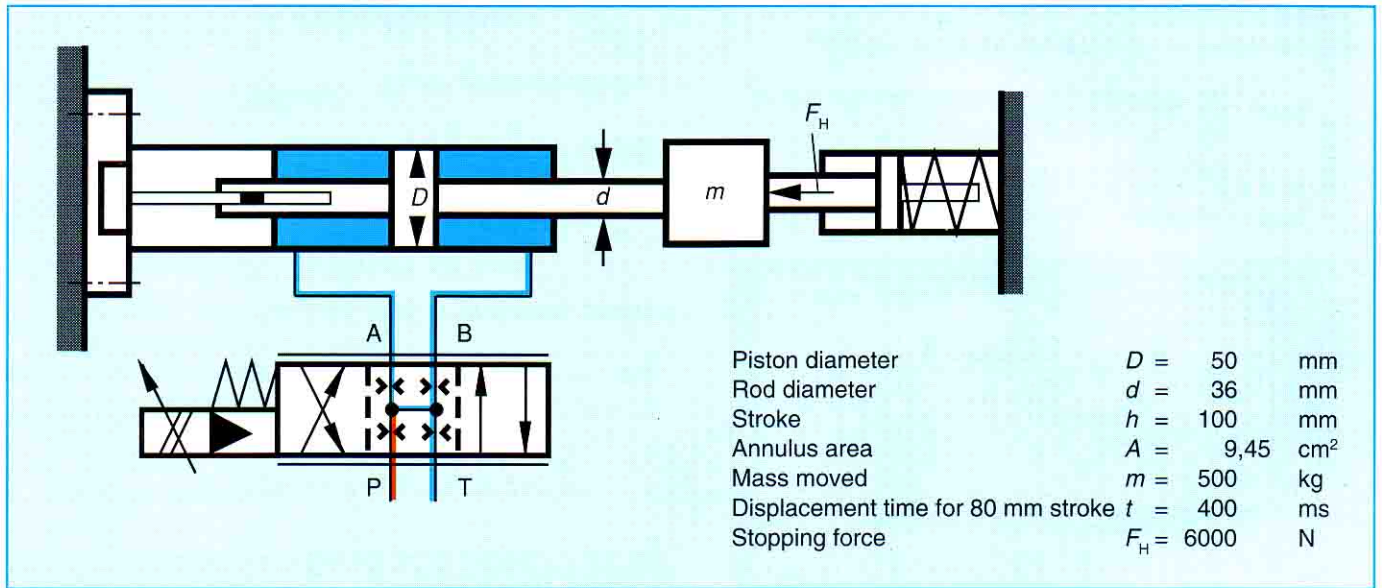 F_H
D
d
m
A B
Piston diameter D = 50 mm
Rod diameter d = 36 mm
Stroke h = 100 mm
Annulus area A = 9,45 cm²
Mass moved m = 500 kg
Displacement time for 80 mm stroke t = 400 ms
Stopping force F_H = 6000 N
P T